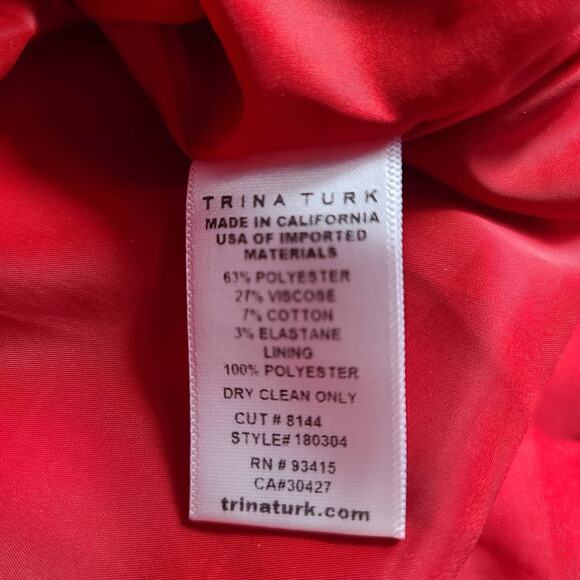 TRINA TURK
MADE IN CALIFORNIA
USA OF IMPORTED
MATERIALS
63% POLYESTER
27% VISCOSE
7% COTTON
3% ELASTANE
LINING
100% POLYESTER
DRY CLEAN ONLY
CUT # 8144
STYLE# 180304
RN # 93415
CA#30427
trinaturk.com